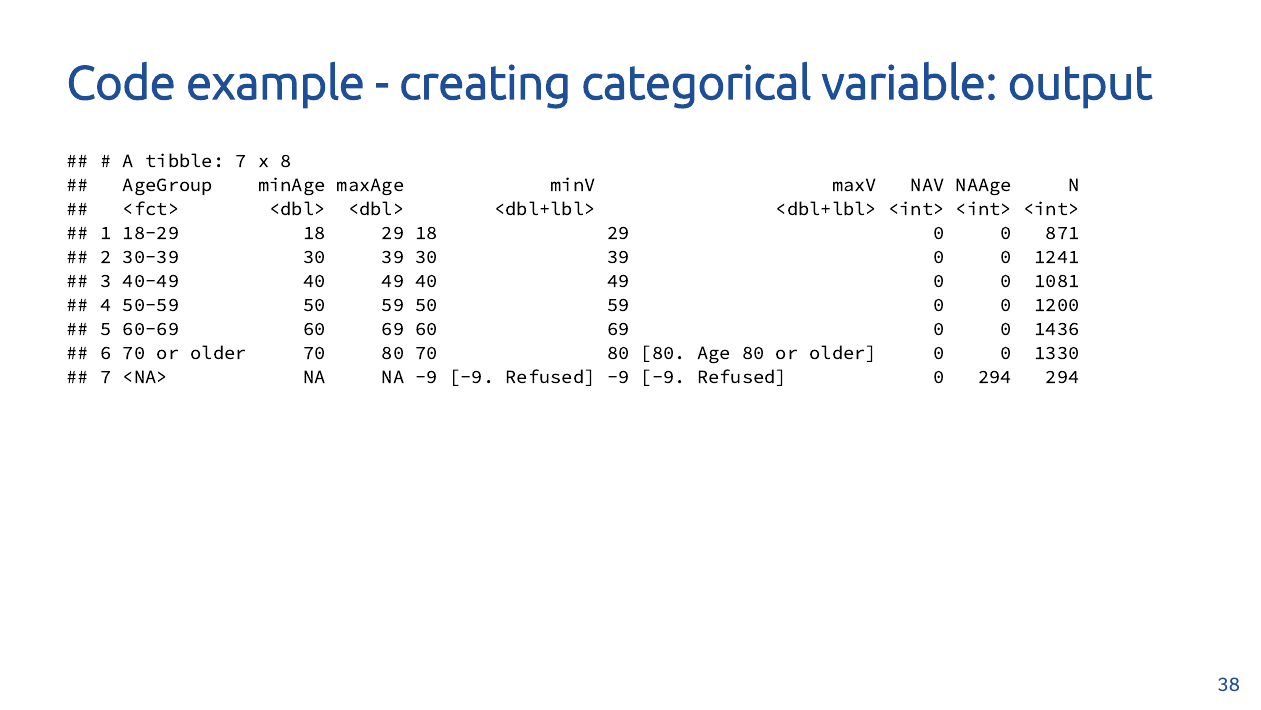 Code example - creating categorical variable: output
## # A tibble: 7 x 8
##   AgeGroup    minAge maxAge             minV                     maxV   NAV NAAge     N
##   <fct>        <dbl>  <dbl>        <dbl+lbl>                <dbl+lbl> <int> <int> <int>
## 1 18-29           18     29 18               29                           0     0   871
## 2 30-39           30     39 30               39                           0     0  1241
## 3 40-49           40     49 40               49                           0     0  1081
## 4 50-59           50     59 50               59                           0     0  1200
## 5 60-69           60     69 60               69                           0     0  1436
## 6 70 or older     70     80 70               80 [80. Age 80 or older]     0     0  1330
## 7 <NA>            NA     NA -9 [-9. Refused] -9 [-9. Refused]             0   294   294
38